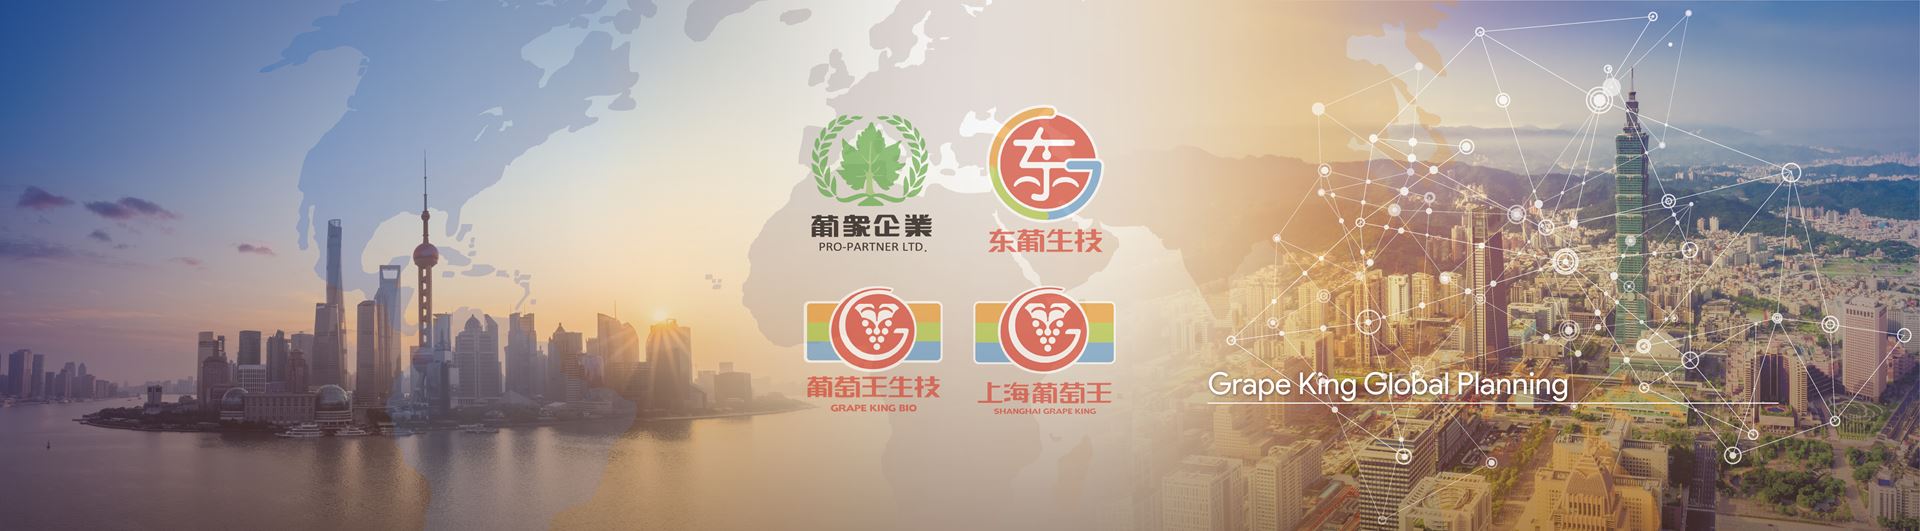 葡眾企業
PRO-PARTNER LTD.
东
东葡生技
葡萄王生技
GRAPE KING BIO
上海葡萄王
SHANGHAI GRAPE KING
Grape King Global Planning